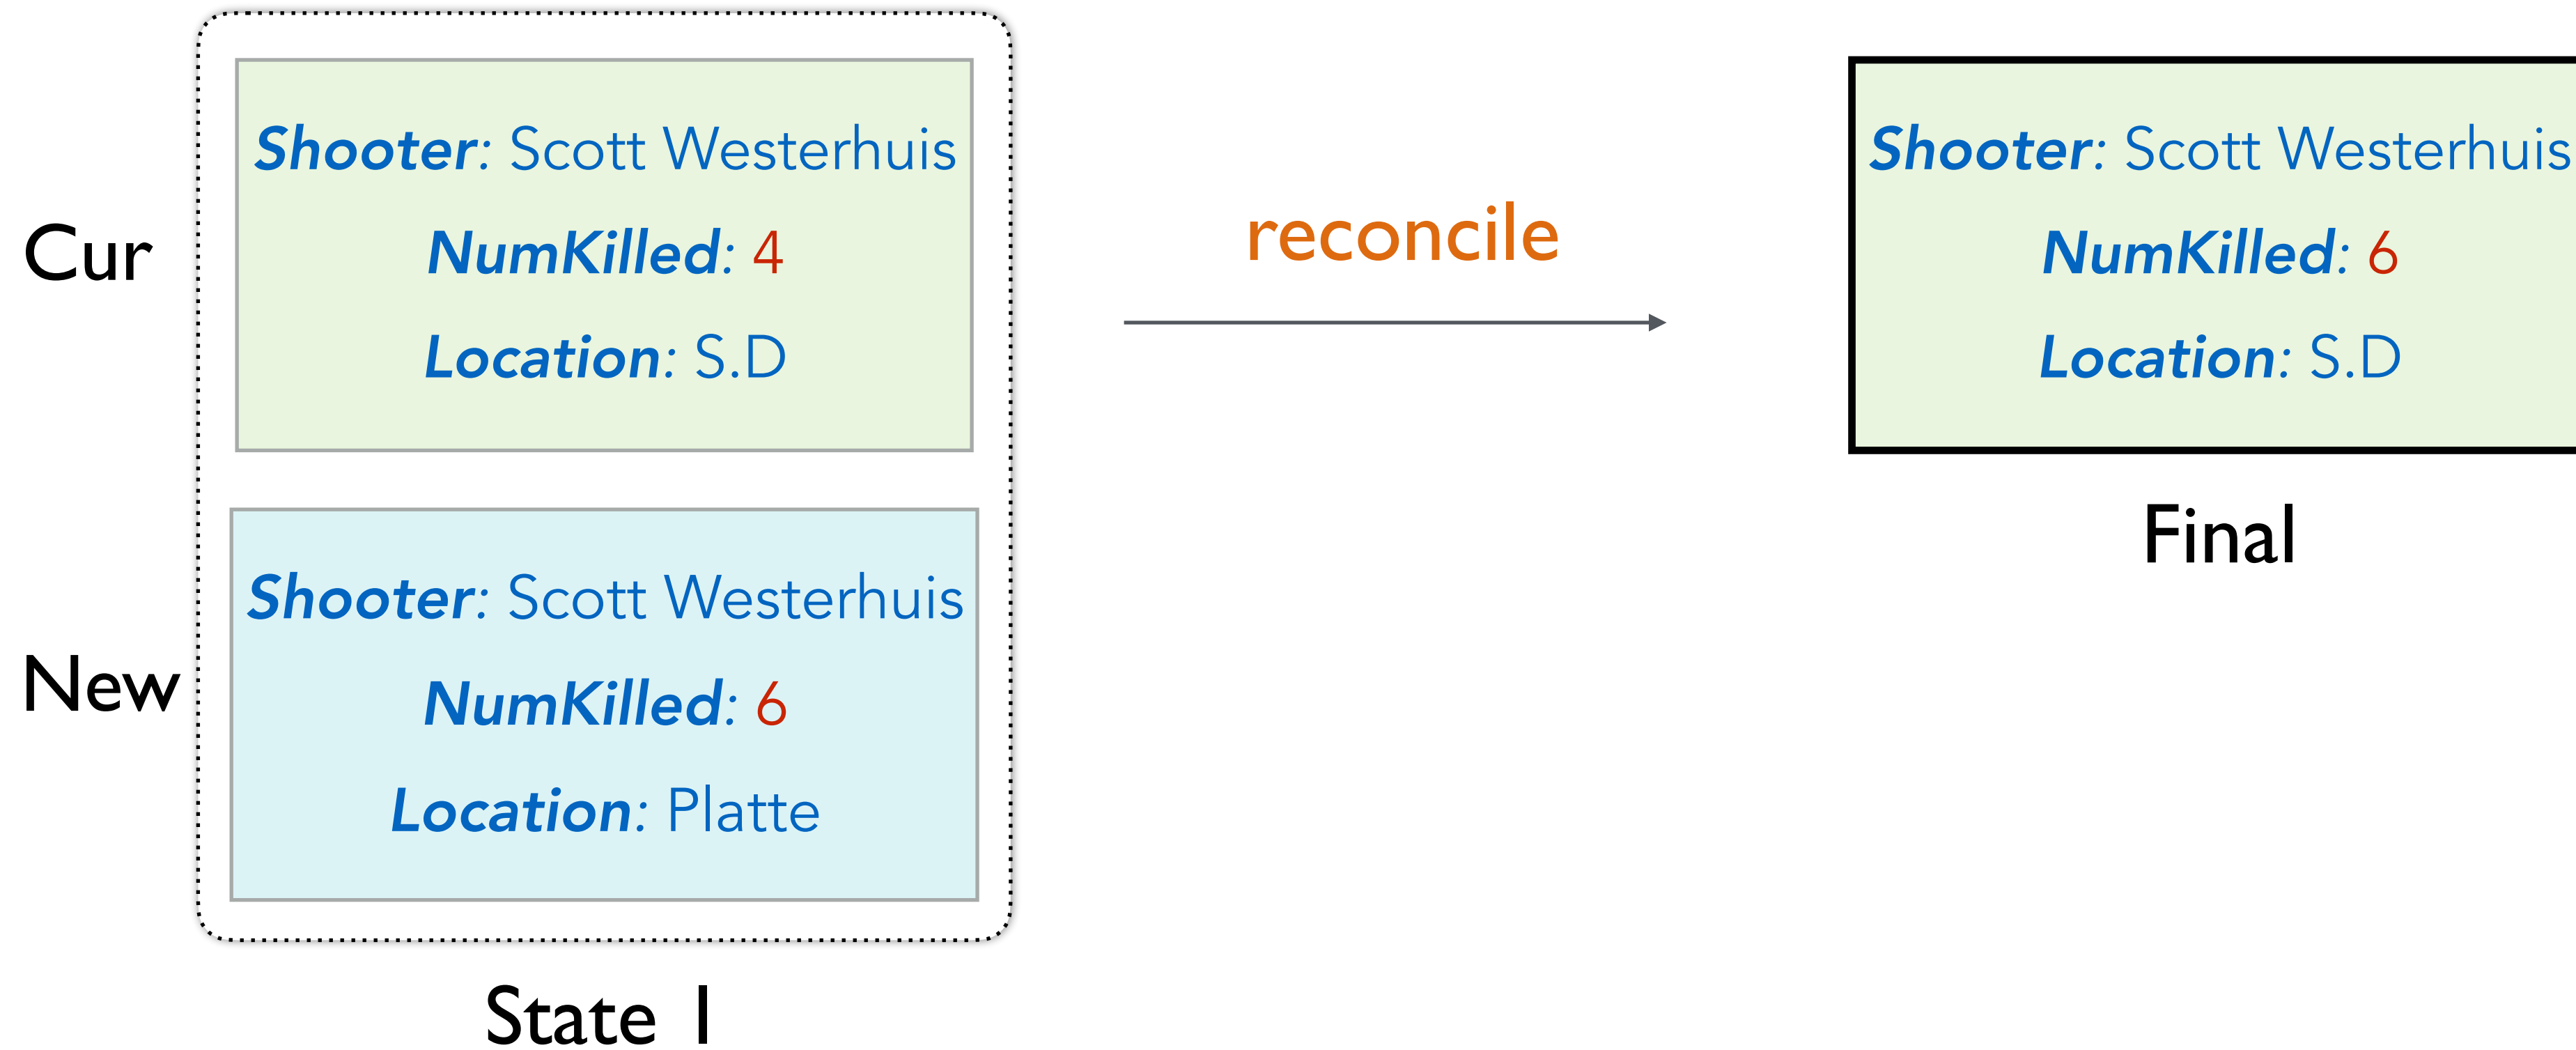 Cur
Shooter: Scott Westerhuis
NumKilled: 4
Location: S.D
New
Shooter: Scott Westerhuis
NumKilled: 6
Location: Platte
State 1
reconcile
Shooter: Scott Westerhuis
NumKilled: 6
Location: S.D
Final